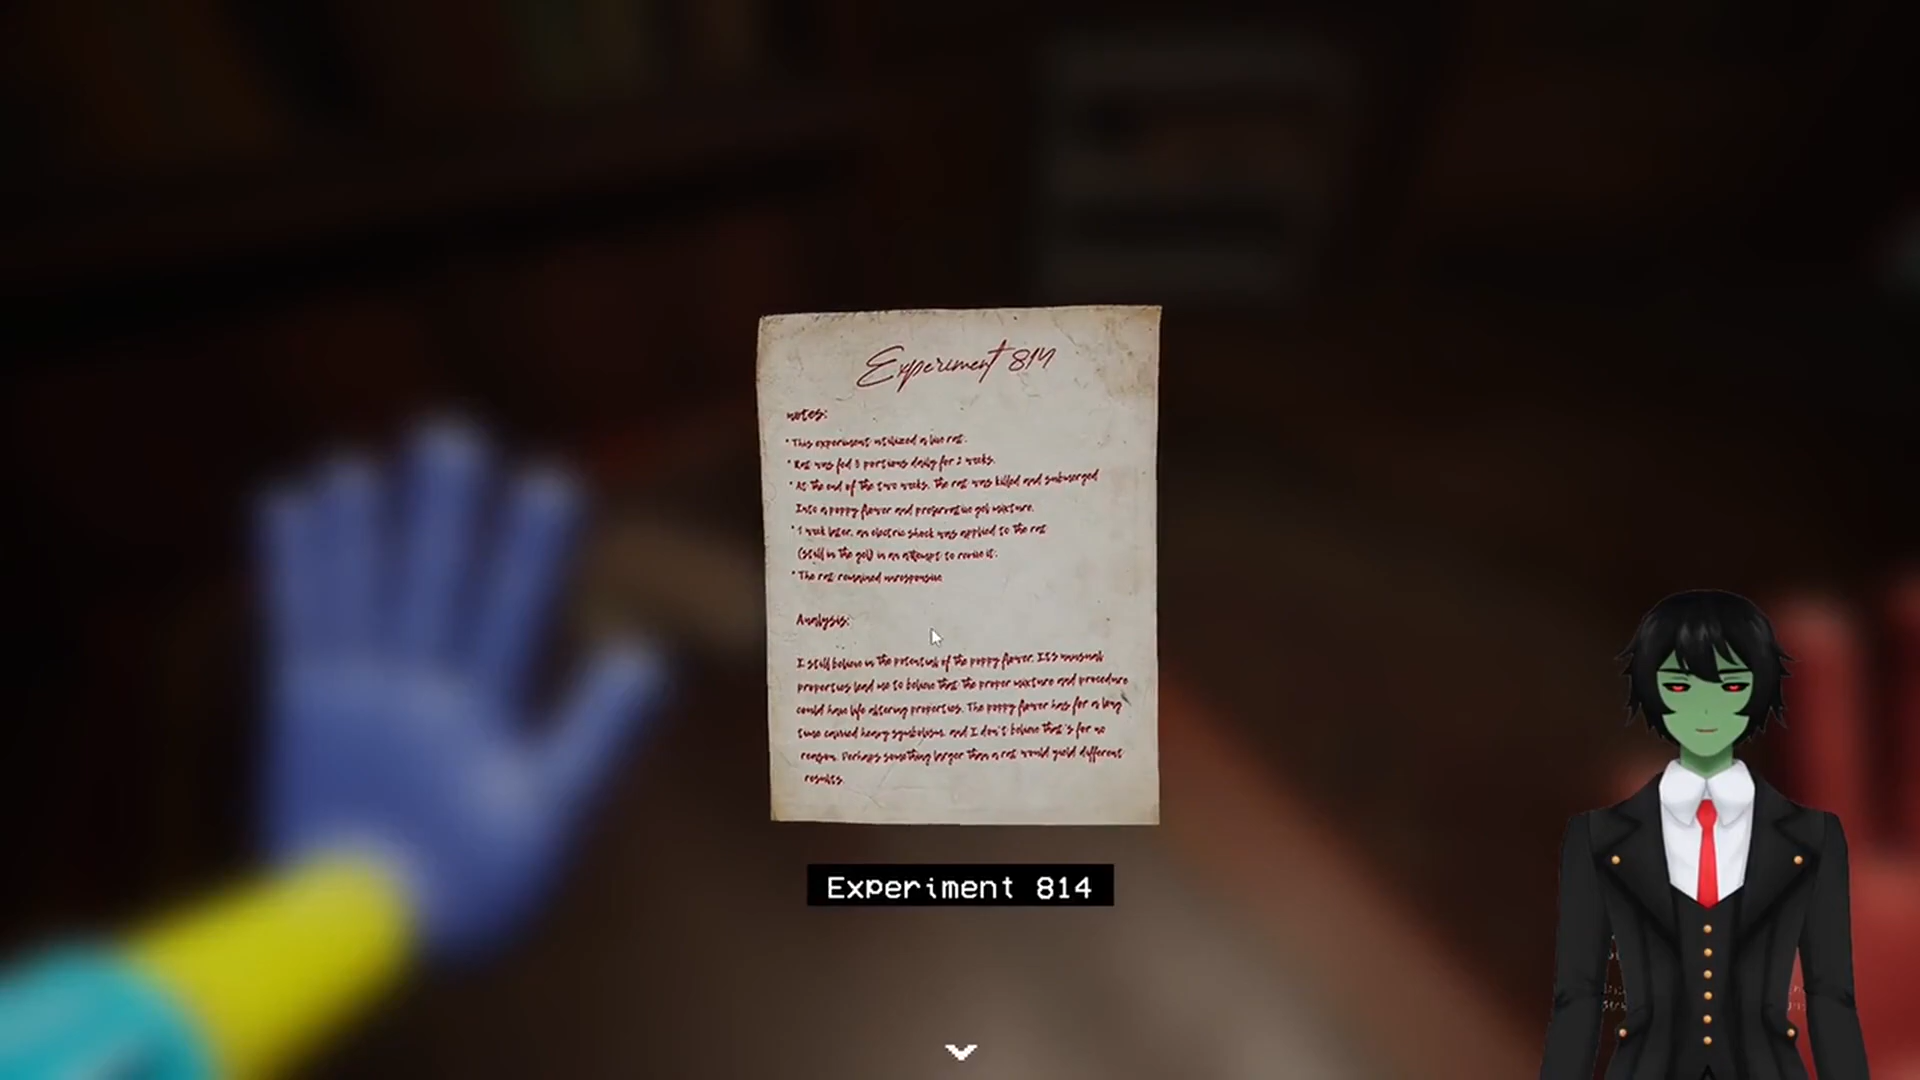 Experiment 814
notes:
* This experiment utilized a live rat.
* Rat was fed 3 portions daily for 2 weeks.
* At the end of the two weeks, the rat was killed and submerged
Into a poppy flower and preservative gel mixture.
* 1 week later, an electric shock was applied to the rat
(still in the gel) in an attempt to revive it.
* The rat remained unresponsive
Analysis:
I still believe in the potential of the poppy flower. It's unusual
properties lead me to believe that the proper mixture and procedure
could have life altering properties. The poppy flower has for a long
time carried heavy symbolism, and I don't believe that's for no
reason. Perhaps something larger than a rat would yield different
results.
Experiment 814